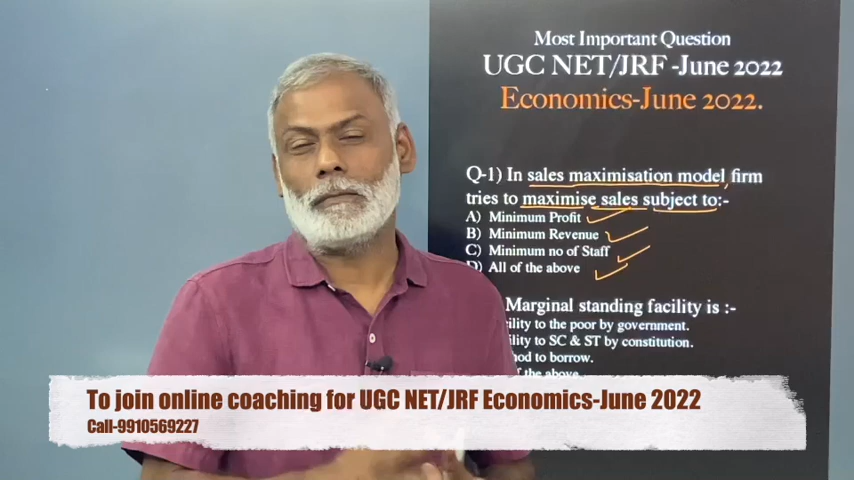 Most Important Question
UGC NET/JRF -June 2022
Economics-June 2022.
Q-1) In sales maximisation model firm
tries to maximise sales subject to:-
A) Minimum Profit
B) Minimum Revenue
C) Minimum no of Staff
D) All of the above
Marginal standing facility is :-
to the poor by government.
to SC & ST by constitution.
to borrow.
of the above.
To join online coaching for UGC NET/JRF Economics-June 2022
Call-9910569227